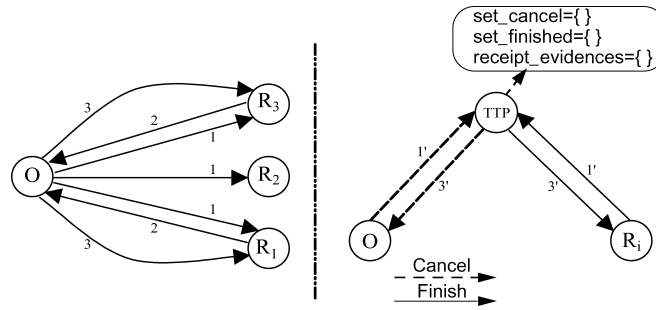 set_cancel={ }
set_finished={ }
receipt_evidences={ }
3
R3
2
1
TTP
O
1
R2
1'
1'
3'
3'
1
2
3
R1
O
Ri
Cancel
Finish